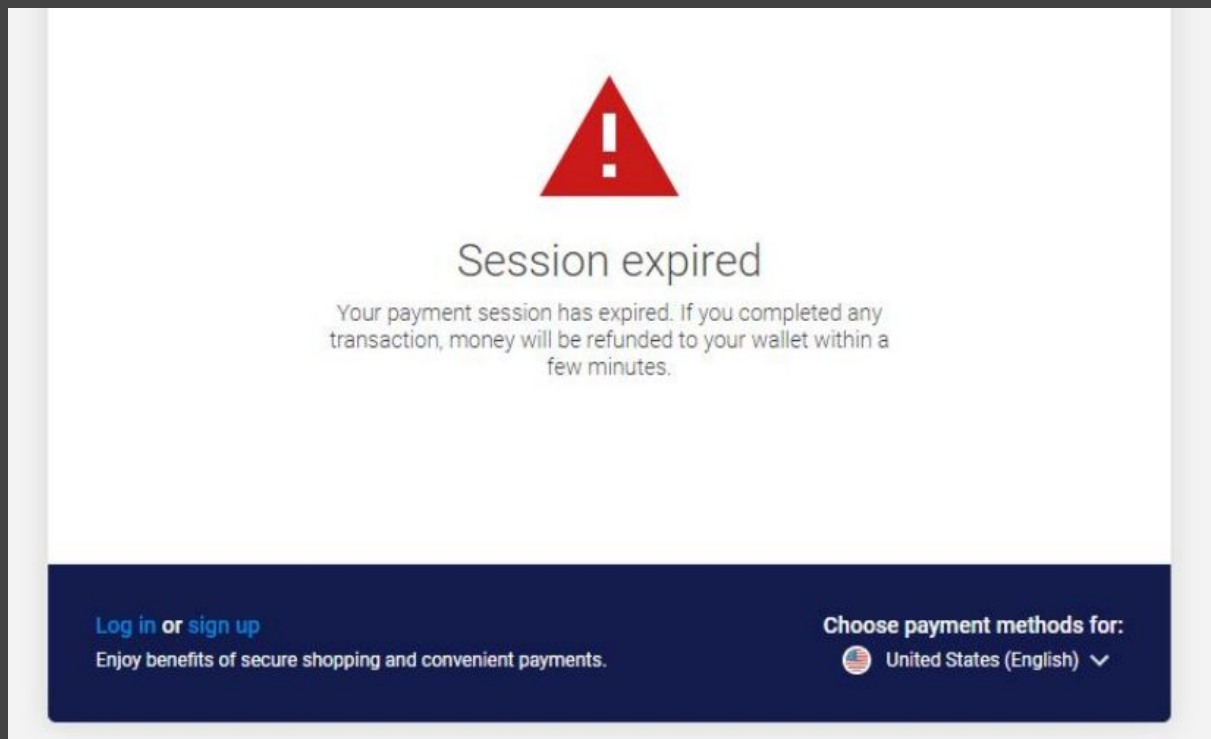 Session expired
Your payment session has expired. If you completed any
transaction, money will be refunded to your wallet within a
few minutes.
Log in or sign up
Enjoy benefits of secure shopping and convenient payments.
Choose payment methods for:
United States (English)